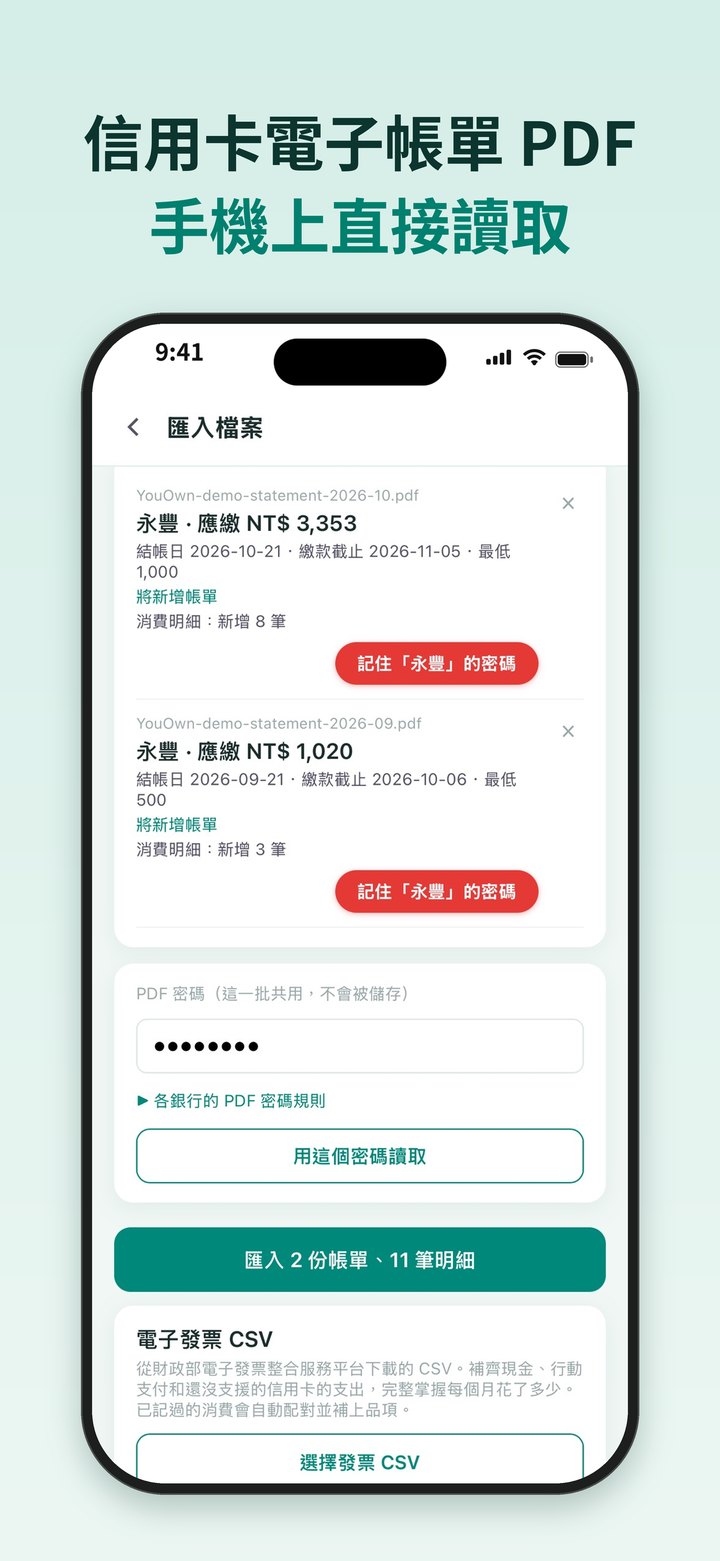 信用卡電子帳單 PDF
手機上直接讀取
9:41
匯入檔案
YouOwn-demo-statement-2026-10.pdf
永豐 · 應繳 NT$ 3,353
結帳日 2026-10-21 · 繳款截止 2026-11-05 · 最低
1,000
將新增帳單
消費明細：新增 8 筆
記住「永豐」的密碼
YouOwn-demo-statement-2026-09.pdf
永豐 · 應繳 NT$ 1,020
結帳日 2026-09-21 · 繳款截止 2026-10-06 · 最低
500
將新增帳單
消費明細：新增 3 筆
記住「永豐」的密碼
PDF 密碼（這一批共用，不會被儲存）
••••••••
▶ 各銀行的 PDF 密碼規則
用這個密碼讀取
匯入 2 份帳單、11 筆明細
電子發票 CSV
從財政部電子發票整合服務平台下載的 CSV。補齊現金、行動
支付和還沒支援的信用卡的支出，完整掌握每個月花了多少。
已記過的消費會自動配對並補上品項。
選擇發票 CSV